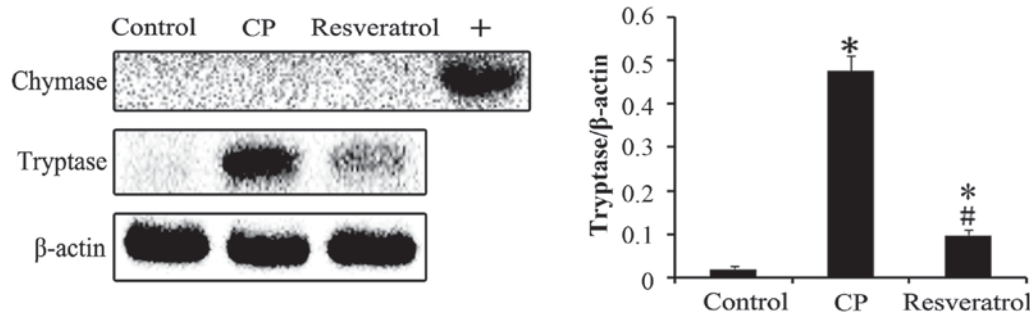 Control CP Resveratrol +
Chymase
Tryptase
β-actin
Tryptase/β-actin
0.6
0.5
0.4
0.3
0.2
0.1
0
*
*
#
Control CP Resveratrol